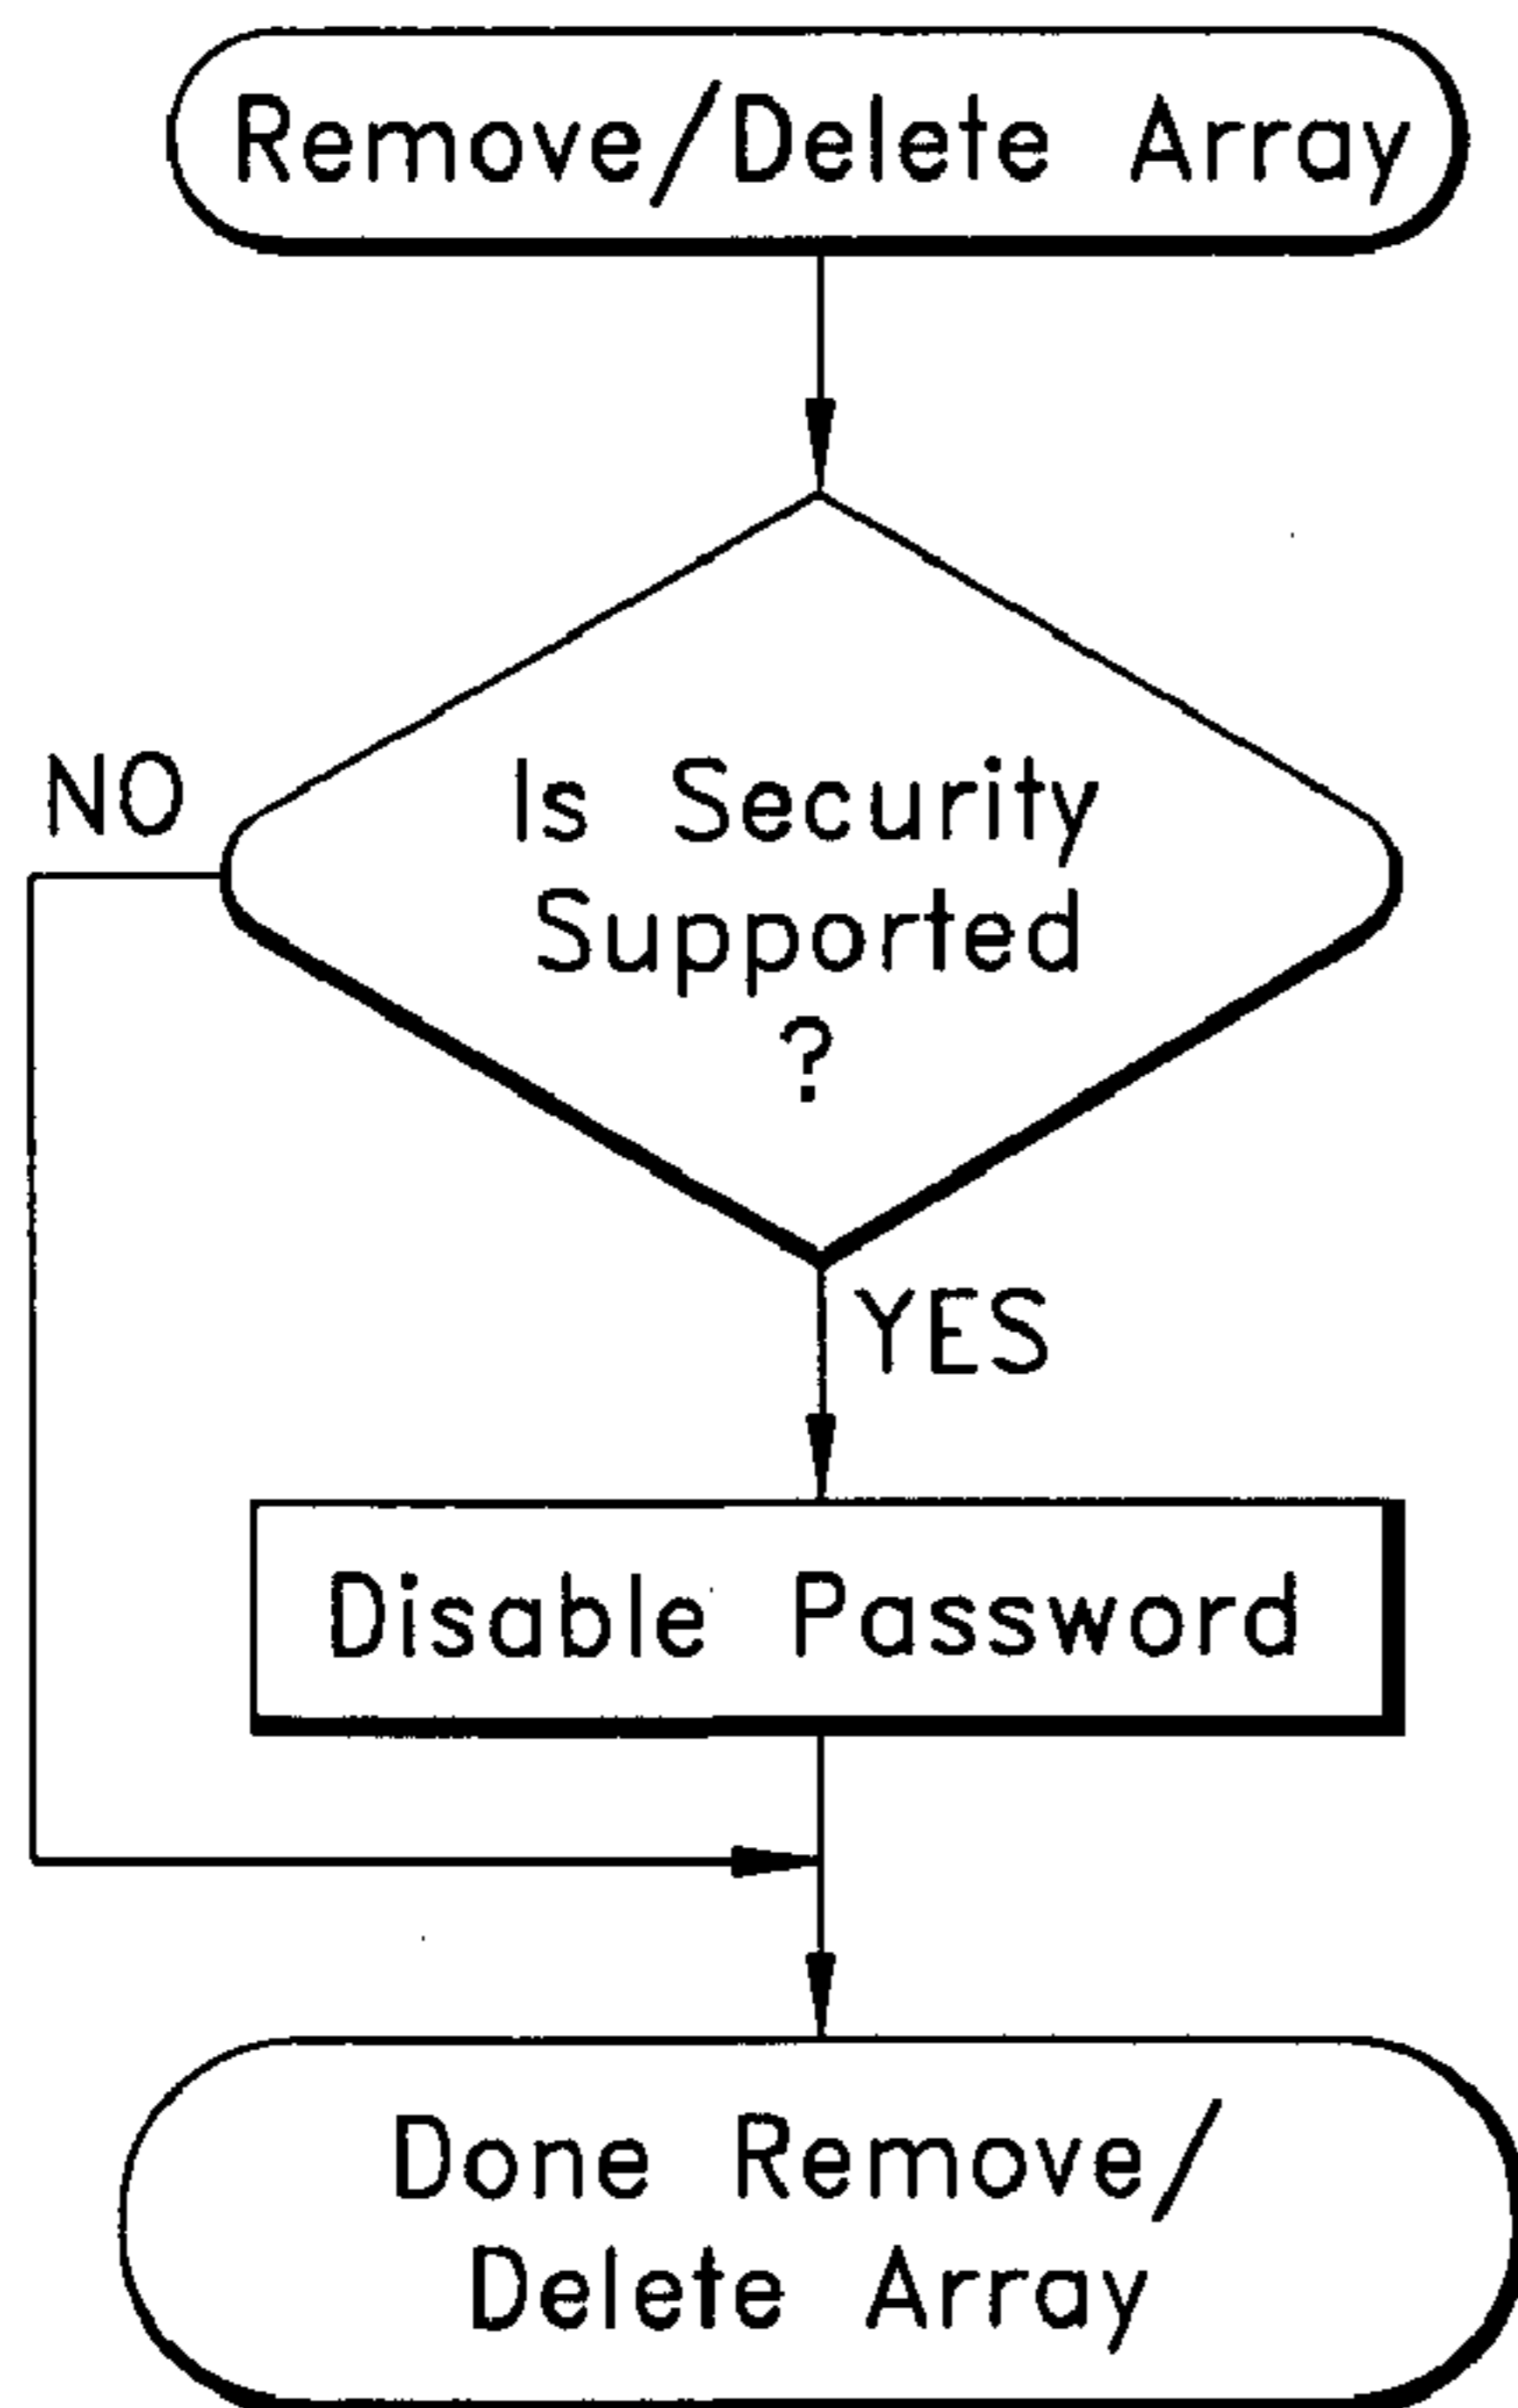 Remove/Delete Array
NO
Is Security
Supported
?
YES
Disable Password
Done Remove/
Delete Array